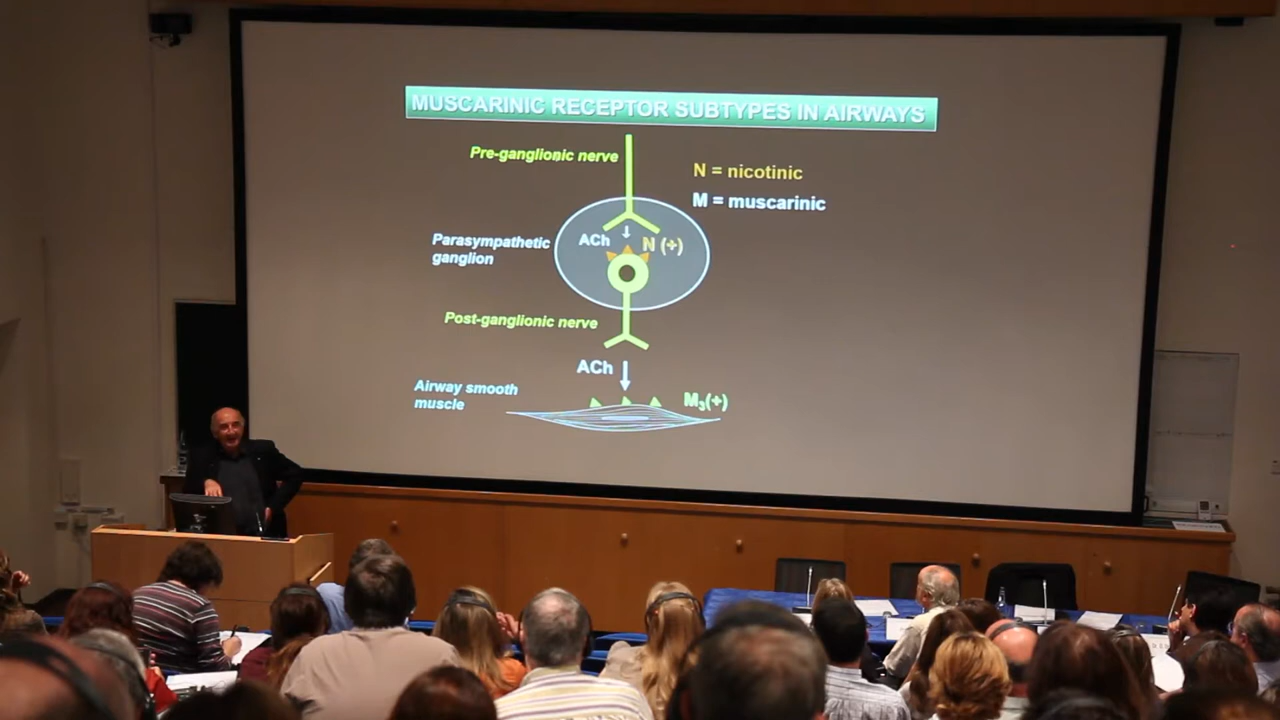 MUSCARINIC RECEPTOR SUBTYPES IN AIRWAYS
Pre-ganglionic nerve
N = nicotinic
M = muscarinic
Parasympathetic
ganglion
ACh
N (+)
Post-ganglionic nerve
ACh
Airway smooth
muscle
M₃(+)